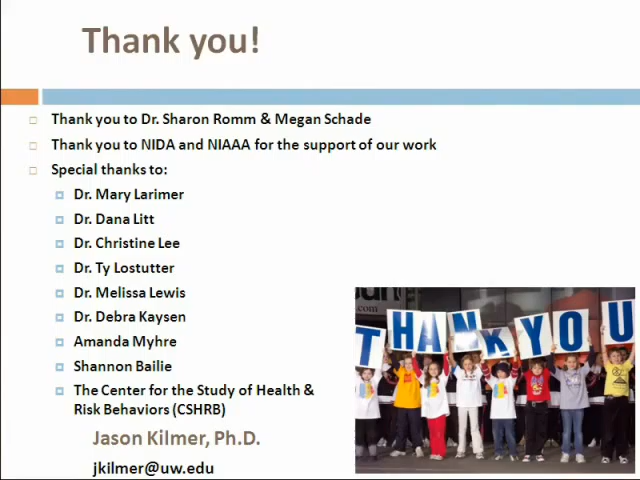 Thank you!
Thank you to Dr. Sharon Romm & Megan Schade
Thank you to NIDA and NIAAA for the support of our work
Special thanks to:
Dr. Mary Larimer
Dr. Dana Litt
Dr. Christine Lee
Dr. Ty Lostutter
Dr. Melissa Lewis
Dr. Debra Kaysen
Amanda Myhre
Shannon Bailie
The Center for the Study of Health &
Risk Behaviors (CSHRB)
Jason Kilmer, Ph.D.
jkilmer@uw.edu
.com
THANK YOU